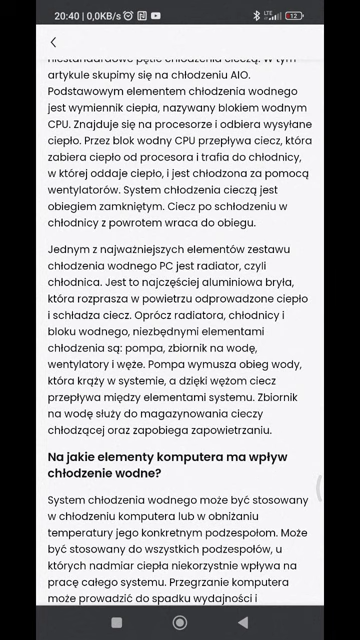 20:40 | 0,0KB/s
LTE
12
niestandardowe pętle chłodzenia cieczą. W tym
artykule skupimy się na chłodzeniu AIO.
Podstawowym elementem chłodzenia wodnego
jest wymiennik ciepła, nazywany blokiem wodnym
CPU. Znajduje się na procesorze i odbiera wysyłane
ciepło. Przez blok wodny CPU przepływa ciecz, która
zabiera ciepło od procesora i trafia do chłodnicy,
w której oddaje ciepło, i jest chłodzona za pomocą
wentylatorów. System chłodzenia cieczą jest
obiegiem zamkniętym. Ciecz po schłodzeniu w
chłodnicy z powrotem wraca do obiegu.
Jednym z najważniejszych elementów zestawu
chłodzenia wodnego PC jest radiator, czyli
chłodnica. Jest to najczęściej aluminiowa bryła,
która rozprasza w powietrzu odprowadzone ciepło
i schładza ciecz. Oprócz radiatora, chłodnicy i
bloku wodnego, niezbędnymi elementami
chłodzenia są: pompa, zbiornik na wodę,
wentylatory i węże. Pompa wymusza obieg wody,
która krąży w systemie, a dzięki wężom ciecz
przepływa między elementami systemu. Zbiornik
na wodę służy do magazynowania cieczy
chłodzącej oraz zapobiega zapowietrzaniu.
Na jakie elementy komputera ma wpływ
chłodzenie wodne?
System chłodzenia wodnego może być stosowany
w chłodzeniu komputera lub w obniżaniu
temperatury jego konkretnym podzespołom. Może
być stosowany do wszystkich podzespołów, u
których nadmiar ciepła niekorzystnie wpływa na
pracę całego systemu. Przegrzanie komputera
może prowadzić do spadku wydajności i